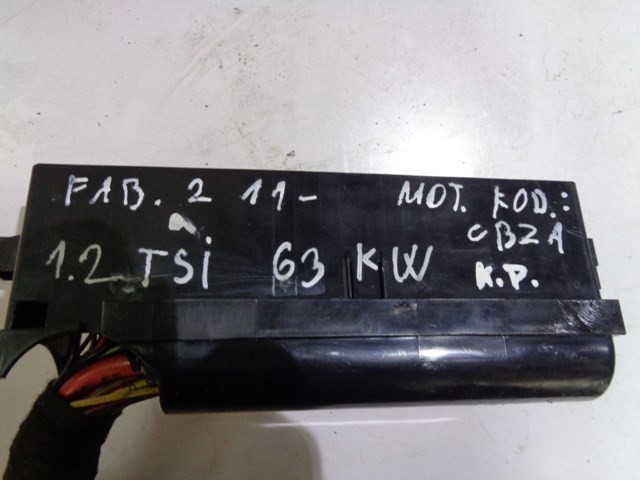 FAB. 2 11- MOT. KOD.:
CBZA
1.2 TSi 63 KW K.P.